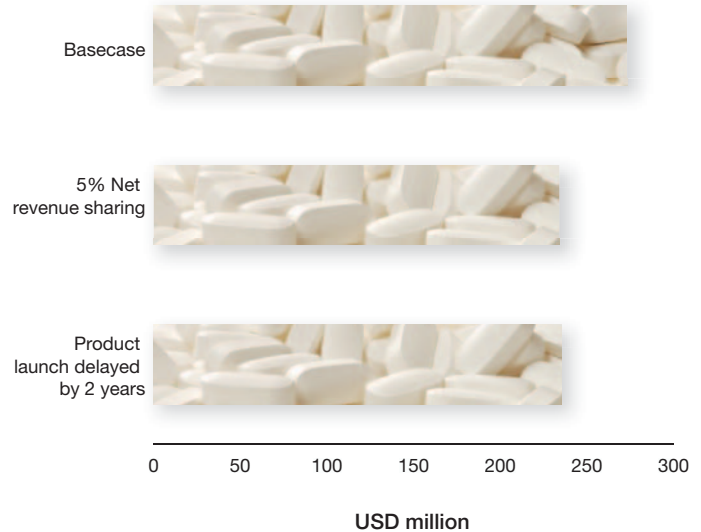 Basecase
5% Net
revenue sharing
Product
launch delayed
by 2 years
0 50 100 150 200 250 300
USD million